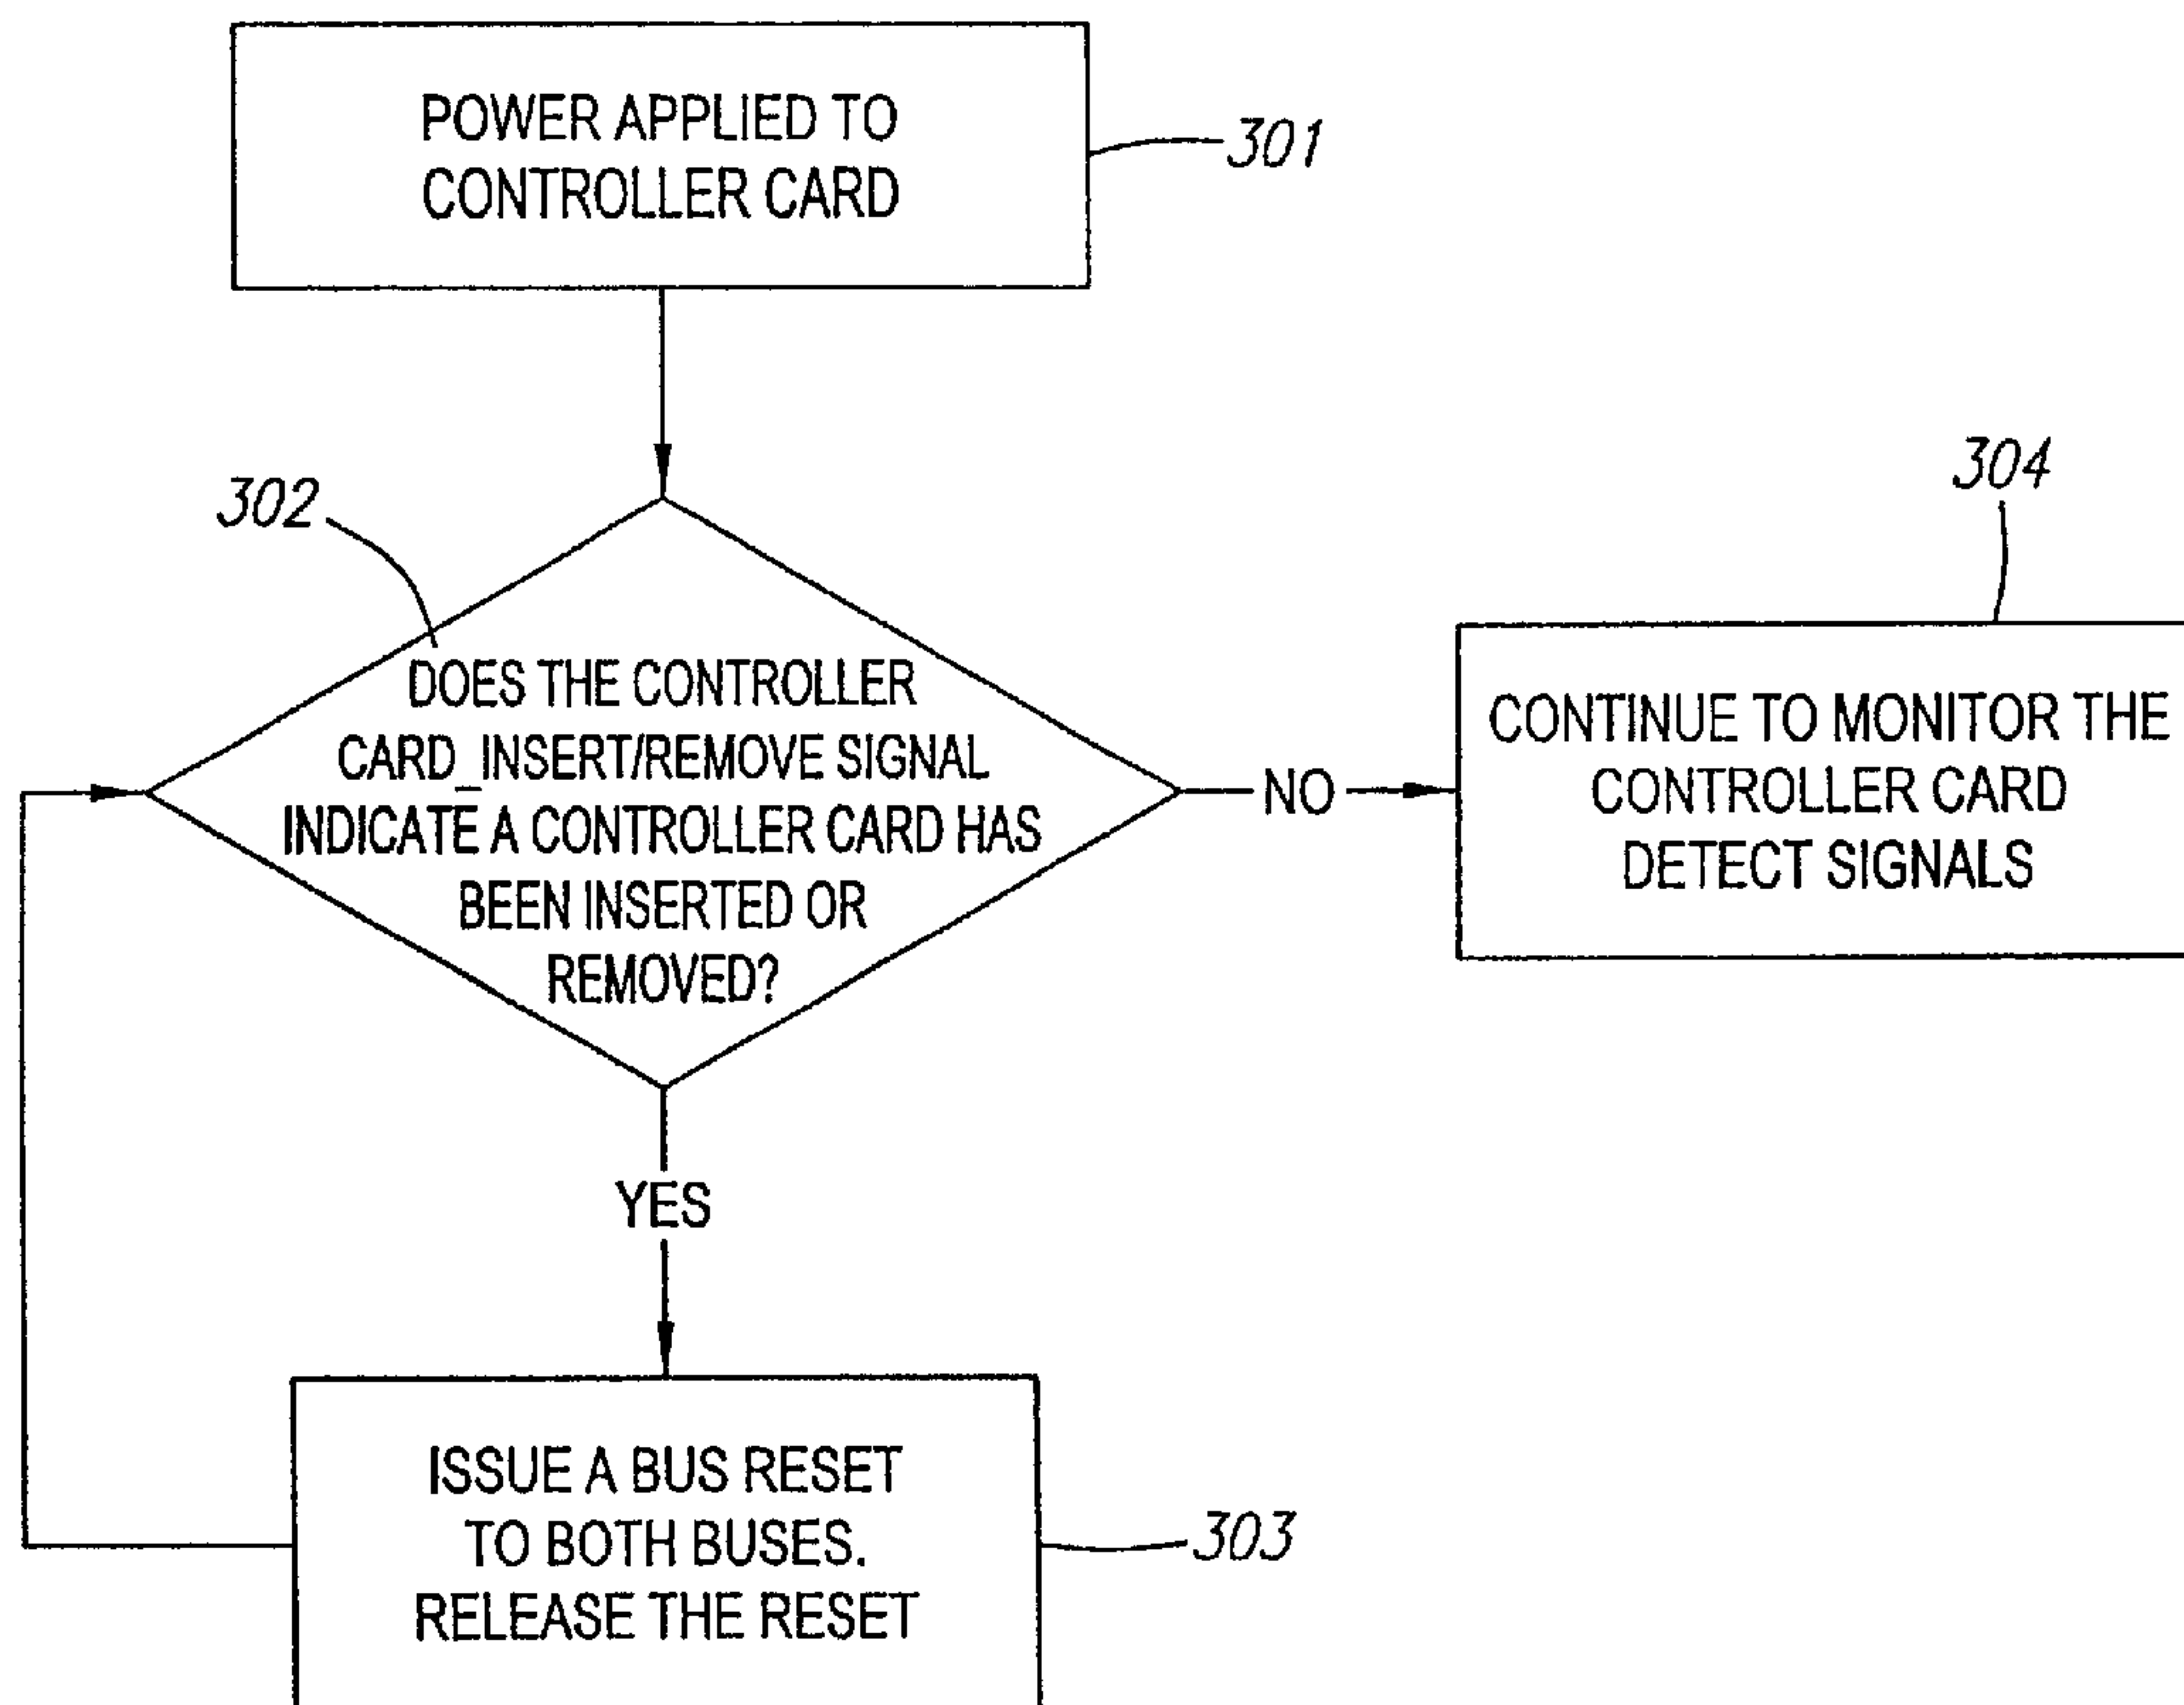 POWER APPLIED TO
CONTROLLER CARD
301
302
304
DOES THE CONTROLLER
CARD_INSERT/REMOVE SIGNAL
INDICATE A CONTROLLER CARD HAS
BEEN INSERTED OR
REMOVED?
NO
CONTINUE TO MONITOR THE
CONTROLLER CARD
DETECT SIGNALS
YES
ISSUE A BUS RESET
TO BOTH BUSES.
RELEASE THE RESET
303